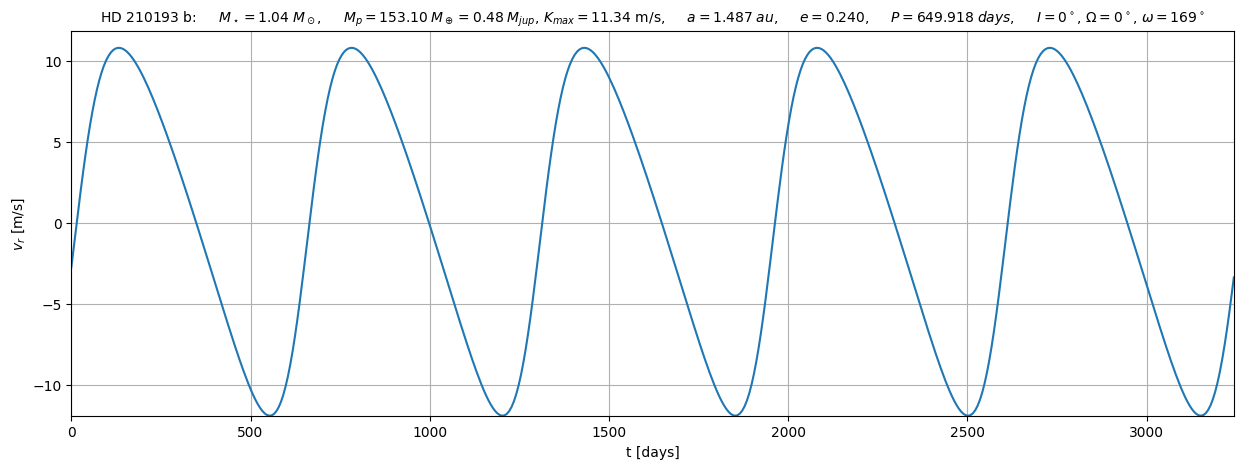 HD 210193 b: M⋆ = 1.04 M⊙, Mp = 153.10 M⊕ = 0.48 Mjup, Kmax = 11.34 m/s, a = 1.487 au, e = 0.240, P = 649.918 days, I = 0°, Ω = 0°, ω = 169°
10
5
0
−5
−10
vr [m/s]
0 500 1000 1500 2000 2500 3000
t [days]